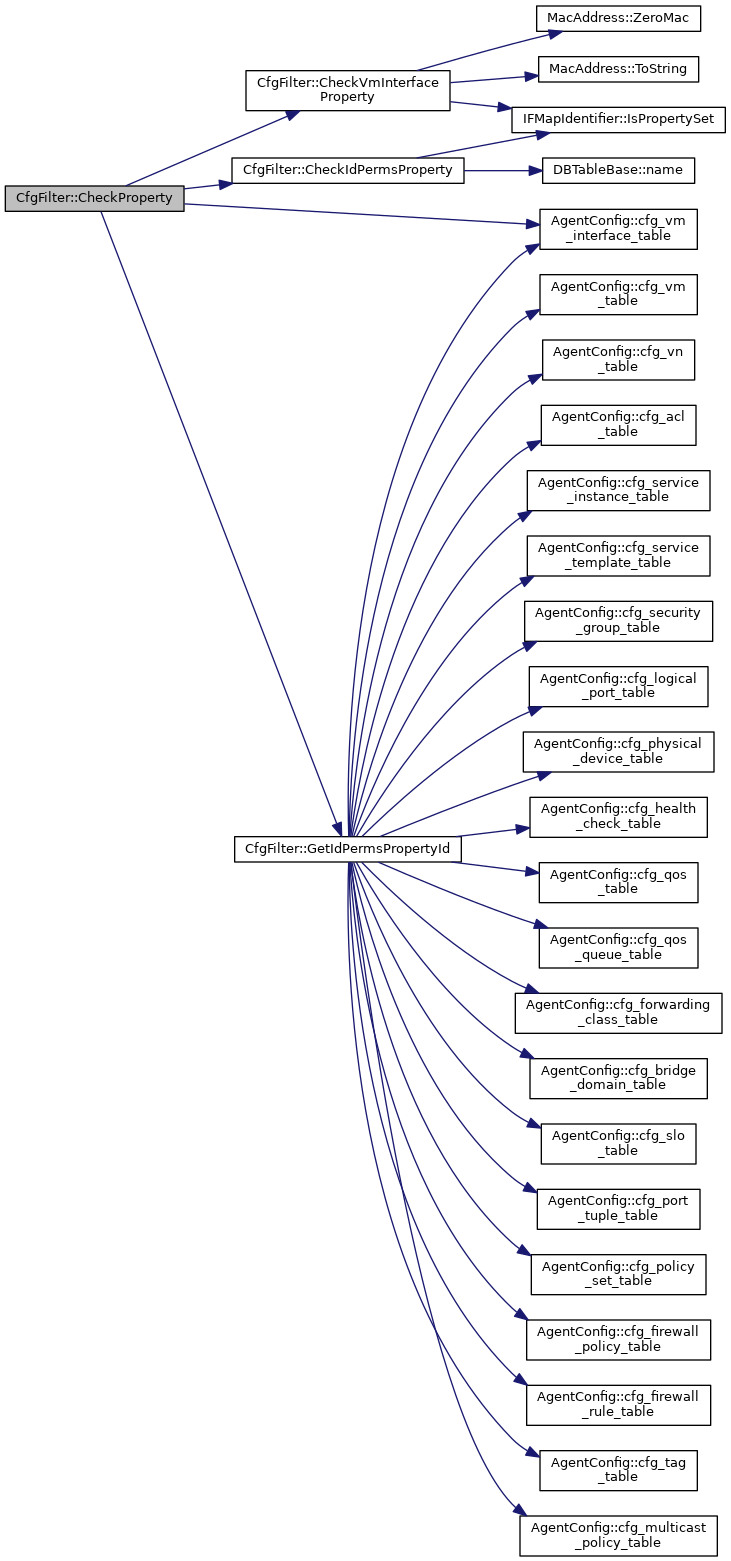 MacAddress::ZeroMac
MacAddress::ToString
CfgFilter::CheckVmInterface
Property
IFMapIdentifier::IsPropertySet
CfgFilter::CheckIdPermsProperty
DBTableBase::name
CfgFilter::CheckProperty
AgentConfig::cfg_vm
_interface_table
AgentConfig::cfg_vm
_table
AgentConfig::cfg_vn
_table
AgentConfig::cfg_acl
_table
AgentConfig::cfg_service
_instance_table
AgentConfig::cfg_service
_template_table
AgentConfig::cfg_security
_group_table
AgentConfig::cfg_logical
_port_table
AgentConfig::cfg_physical
_device_table
AgentConfig::cfg_health
_check_table
CfgFilter::GetIdPermsPropertyId
AgentConfig::cfg_qos
_table
AgentConfig::cfg_qos
_queue_table
AgentConfig::cfg_forwarding
_class_table
AgentConfig::cfg_bridge
_domain_table
AgentConfig::cfg_slo
_table
AgentConfig::cfg_port
_tuple_table
AgentConfig::cfg_policy
_set_table
AgentConfig::cfg_firewall
_policy_table
AgentConfig::cfg_firewall
_rule_table
AgentConfig::cfg_tag
_table
AgentConfig::cfg_multicast
_policy_table